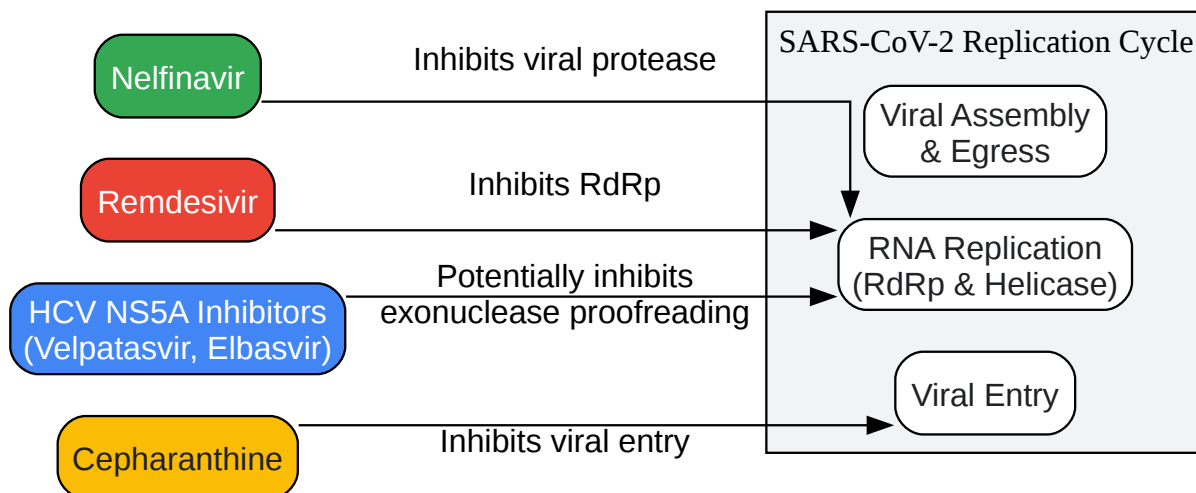 SARS-CoV-2 Replication Cycle
Nelfinavir
Inhibits viral protease
Viral Assembly
& Egress
Remdesivir
Inhibits RdRp
RNA Replication
(RdRp & Helicase)
HCV NS5A Inhibitors
(Velpatasvir, Elbasvir)
Potentially inhibits
exonuclease proofreading
Viral Entry
Cepharanthine
Inhibits viral entry